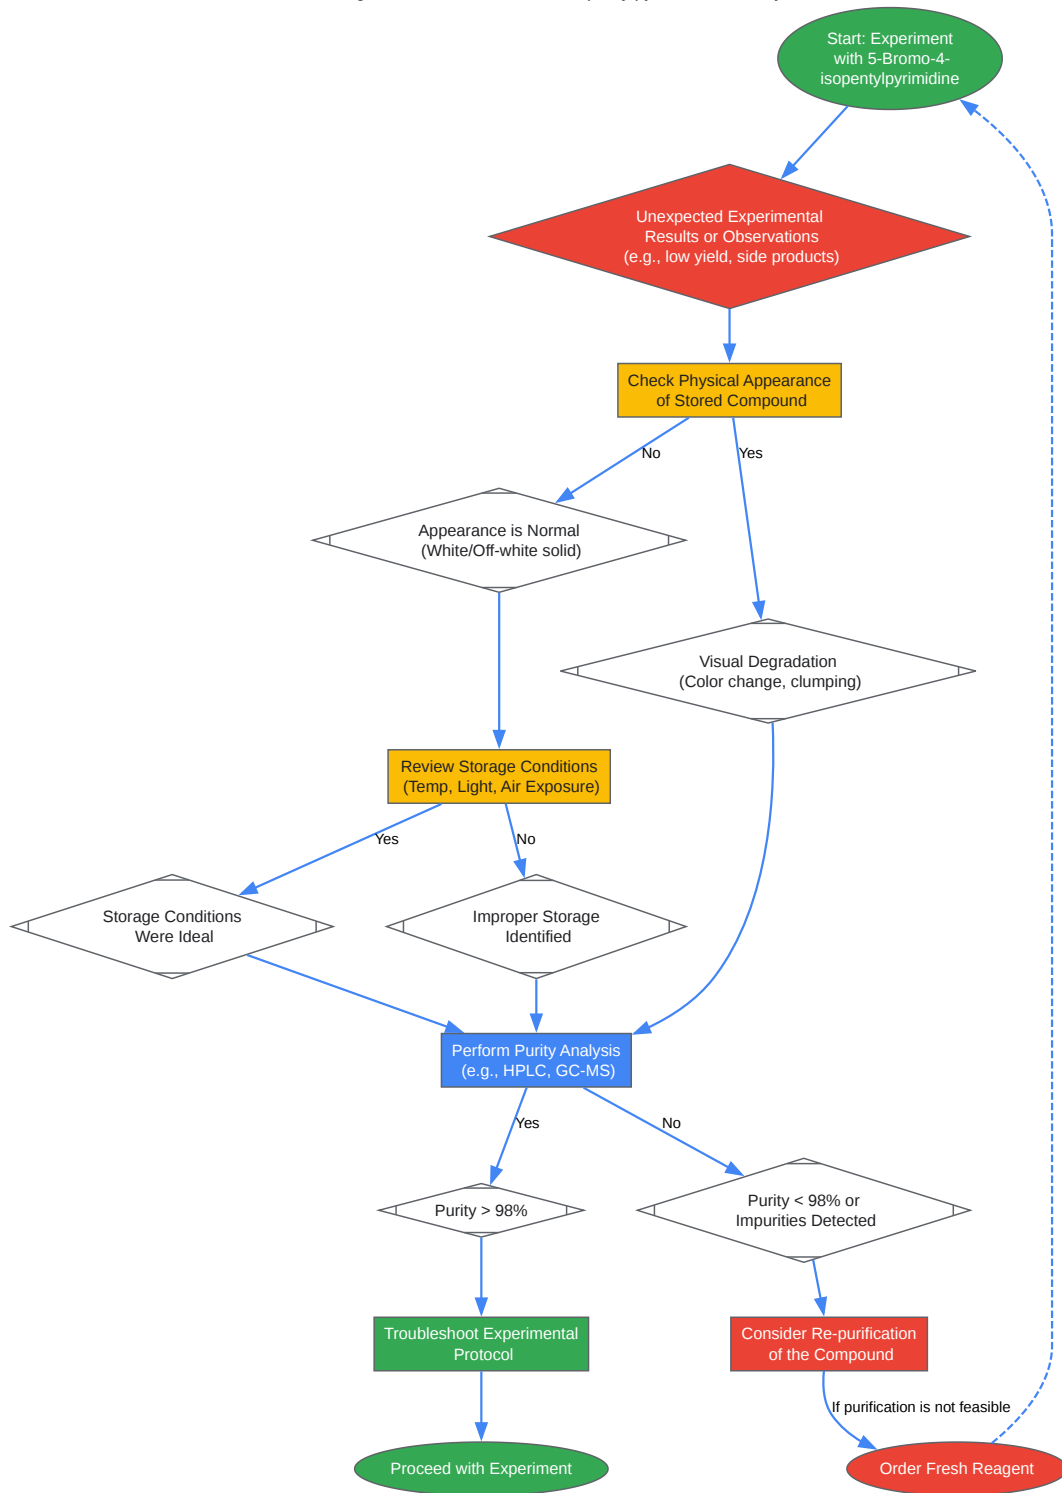 Start: Experiment
with 5-Bromo-4-
isopentylpyrimidine
Unexpected Experimental
Results or Observations
(e.g., low yield, side products)
Check Physical Appearance
of Stored Compound
No
Yes
Appearance is Normal
(White/Off-white solid)
Visual Degradation
(Color change, clumping)
Review Storage Conditions
(Temp, Light, Air Exposure)
Yes
No
Storage Conditions
Were Ideal
Improper Storage
Identified
Perform Purity Analysis
(e.g., HPLC, GC-MS)
Yes
No
Purity > 98%
Purity < 98% or
Impurities Detected
Troubleshoot Experimental
Protocol
Consider Re-purification
of the Compound
If purification is not feasible
Proceed with Experiment
Order Fresh Reagent